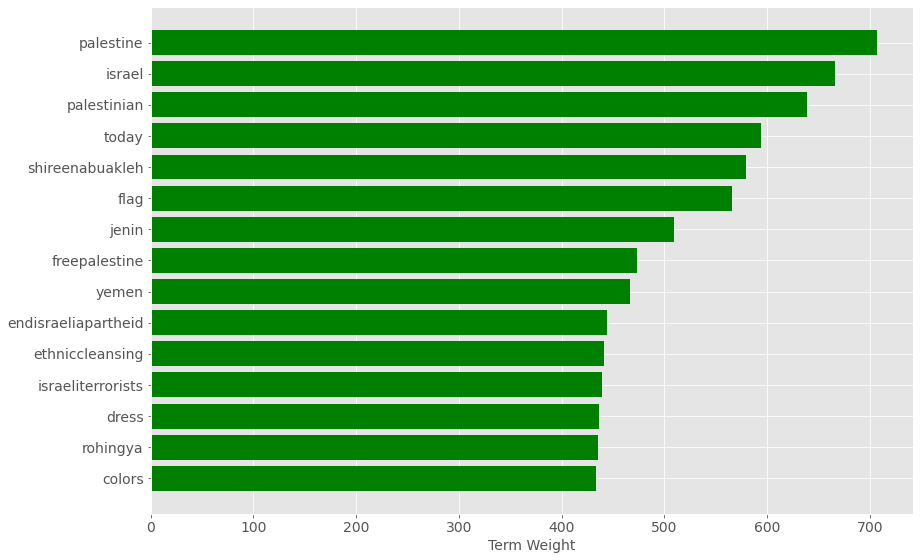 palestine
israel
palestinian
today
shireenabuakleh
flag
jenin
freepalestine
yemen
endisraeliapartheid
ethniccleansing
israeliterrorists
dress
rohingya
colors
0 100 200 300 400 500 600 700
Term Weight